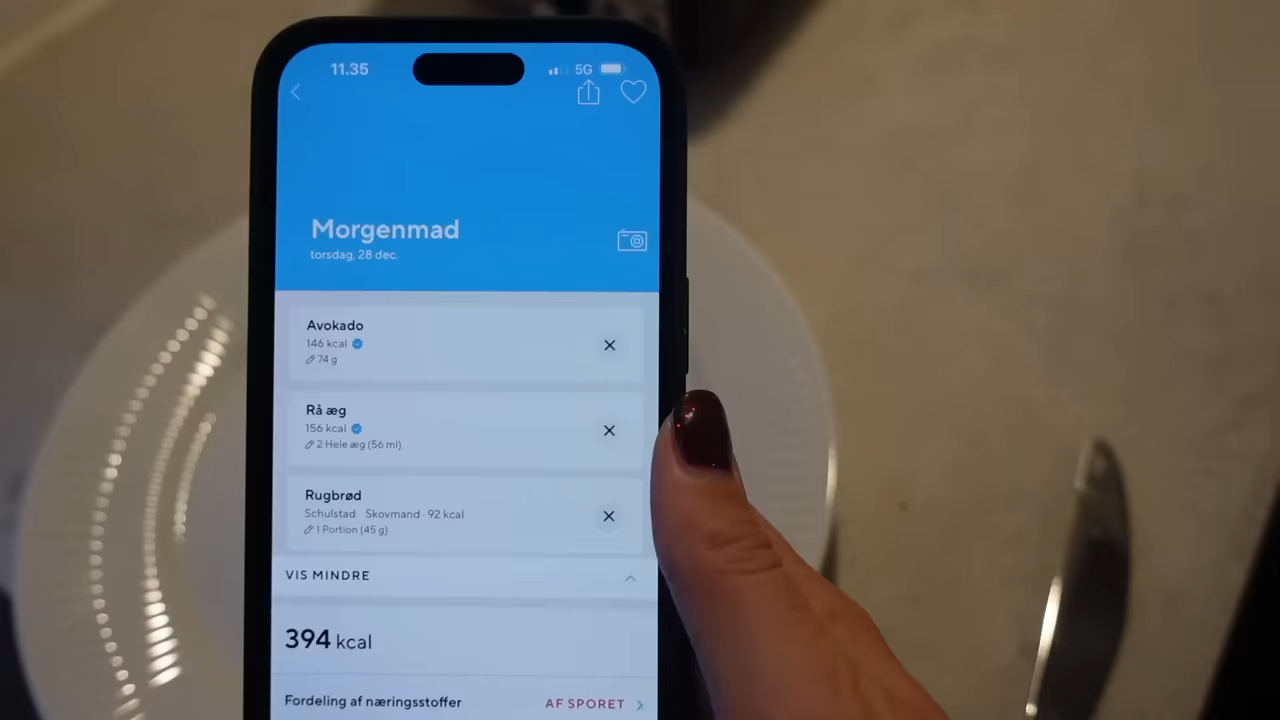 11.35
5G
Morgenmad
torsdag, 28 dec.
Avokado
146 kcal
74 g
Rå æg
156 kcal
2 Hele æg (56 ml)
Rugbrød
Schulstad Skovmand · 92 kcal
1 Portion (45 g)
VIS MINDRE
394 kcal
Fordeling af næringsstoffer AF SPORET